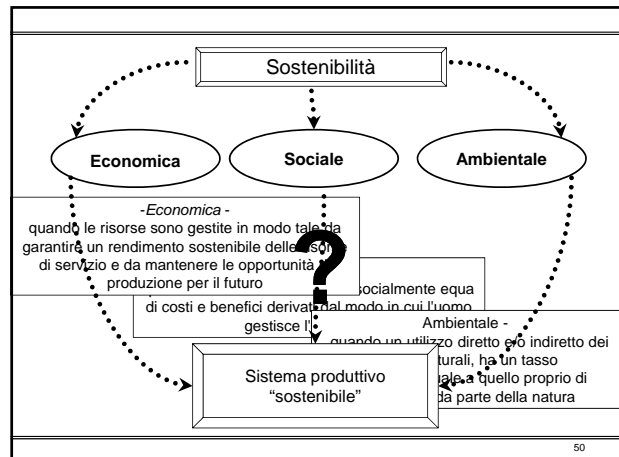 Sostenibilità
Economica
Sociale
Ambientale
-Economica -
quando le risorse sono gestite in modo tale da
garantire un rendimento sostenibile delle
di servizio e da mantenere le opportunità
produzione per il futuro
?
socialmente equa
di costi e benefici derivati dal modo in cui l'uomo
gestisce
Ambientale -
quando un utilizzo diretto e/o indiretto dei
ha un tasso
a quello proprio di
da parte della natura
Sistema produttivo
“sostenibile”
50